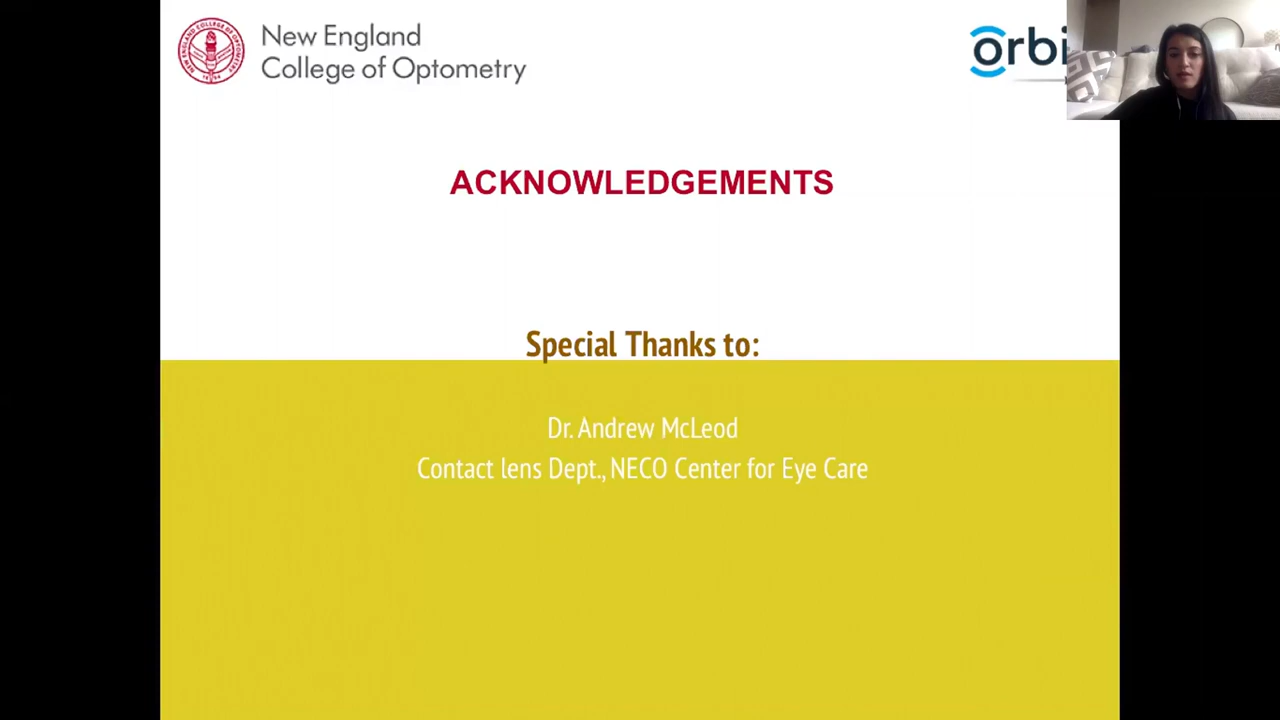 New England
College of Optometry
ACKNOWLEDGEMENTS
Special Thanks to:
Dr. Andrew McLeod
Contact lens Dept., NECO Center for Eye Care